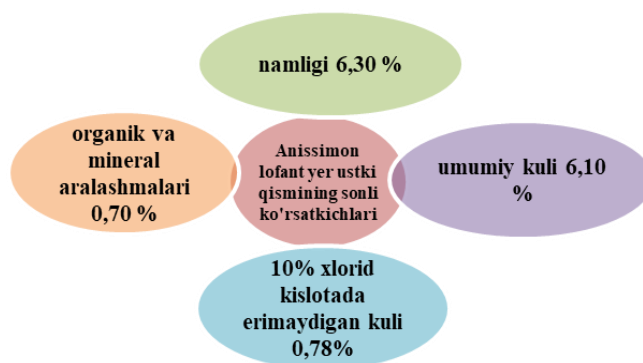 namligi 6,30 %
organik va
mineral
aralashmalari
0,70 %
Anissimon
lofant yer ustki
qismining sonli
ko'rsatkichlari
umumiy kuli 6,10
%
10% xlorid
kislotada
erimaydigan kuli
0,78%